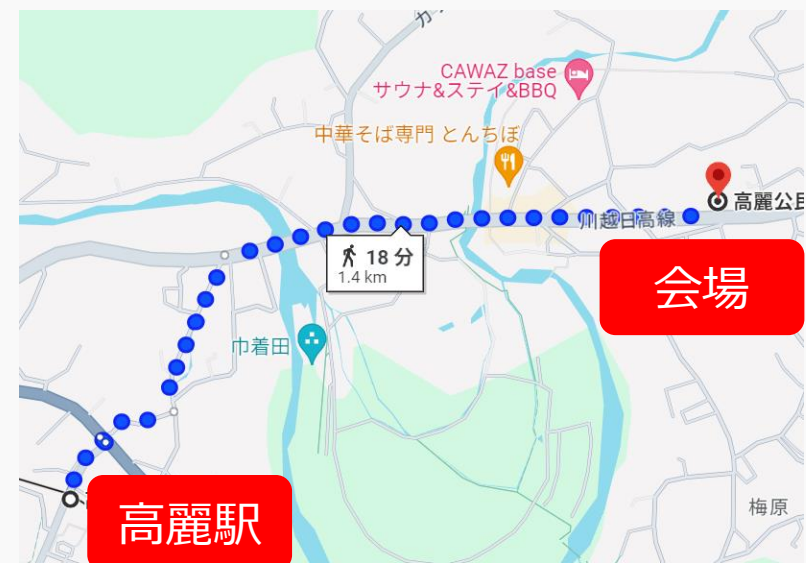 CAWAZ base
サウナ&ステイ&BBQ
中華そば専門 とんちぼ
高麗公民
川越日高線
18 分
1.4 km
会場
巾着田
高麗駅
梅原